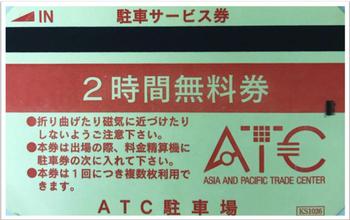 ◢IN 駐車サービス券
2時間無料券
●折り曲げたり磁気に近づけたり
しないようご注意下さい。
●本券は出場の際、料金精算機に
駐車券の次に入れて下さい。
●本券は1回につき複数枚利用で
きます。
ATC
ASIA AND PACIFIC TRADE CENTER
ATC駐車場
KS1026